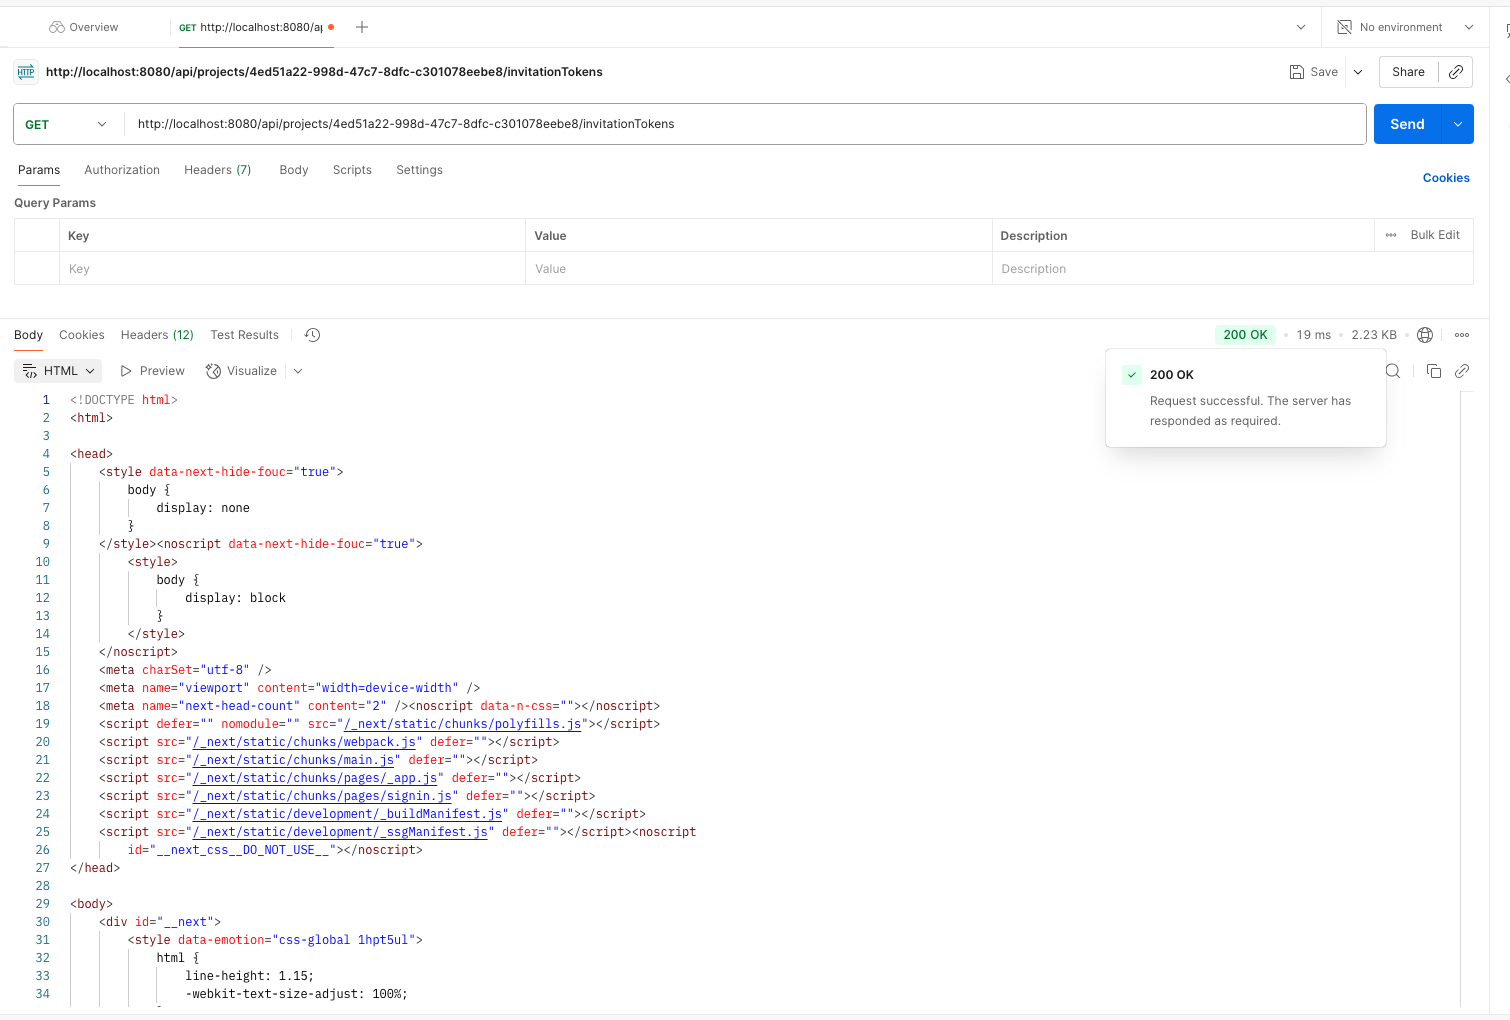 Overview
GET http://localhost:8080/a
No environment
HTTP http://localhost:8080/api/projects/4ed51a22-998d-47c7-8dfc-c301078eebe8/invitationTokens
Save
Share
GET http://localhost:8080/api/projects/4ed51a22-998d-47c7-8dfc-c301078eebe8/invitationTokens
Send
Params Authorization Headers (7) Body Scripts Settings
Cookies
Query Params
Key Value Description ••• Bulk Edit
Key Value Description
Body Cookies Headers (12) Test Results
200 OK • 19 ms • 2.23 KB •
HTML Preview Visualize
200 OK
Request successful. The server has
responded as required.
1 <!DOCTYPE html>
2 <html>
3
4 <head>
5 <style data-next-hide-fouc="true">
6 body {
7 display: none
8 }
9 </style><noscript data-next-hide-fouc="true">
10 <style>
11 body {
12 display: block
13 }
14 </style>
15 </noscript>
16 <meta charSet="utf-8" />
17 <meta name="viewport" content="width=device-width" />
18 <meta name="next-head-count" content="2" /><noscript data-n-css=""></noscript>
19 <script defer="" nomodule="" src="/_next/static/chunks/polyfills.js"></script>
20 <script src="/_next/static/chunks/webpack.js" defer=""></script>
21 <script src="/_next/static/chunks/main.js" defer=""></script>
22 <script src="/_next/static/chunks/pages/_app.js" defer=""></script>
23 <script src="/_next/static/chunks/pages/signin.js" defer=""></script>
24 <script src="/_next/static/development/_buildManifest.js" defer=""></script>
25 <script src="/_next/static/development/_ssgManifest.js" defer=""></script><noscript
26 id="__next_css__DO_NOT_USE__"></noscript>
27 </head>
28
29 <body>
30 <div id="__next">
31 <style data-emotion="css-global 1hpt5ul">
32 html {
33 line-height: 1.15;
34 -webkit-text-size-adjust: 100%;